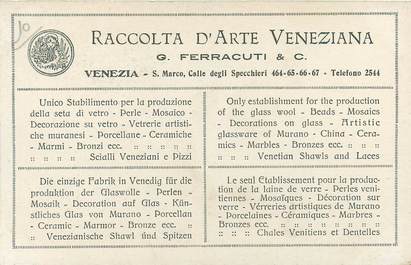 RACCOLTA D'ARTE VENEZIANA
G. FERRACUTI & C.
VENEZIA - S. Marco, Calle degli Specchieri 464-65-66-67 - Telefono 2544
Unico Stabilimento per la produzione
della seta di vetro - Perle - Mosaico -
Decorazione su vetro - Vetrerie artisti-
che muranesi - Porcellane - Ceramiche
- Marmi - Bronzi ecc.
Scialli Veneziani e Pizzi
Only establishment for the production
of the glass wool - Beads - Mosaics
- Decorations on glass - Artistic
glassware of Murano - China - Cera-
mics - Marbles - Bronzes ecc.
Venetian Shawls and Laces
Die einzige Fabrik in Venedig für die
produktion der Glaswolle - Perlen -
Mosaik - Decoration auf Glas - Kün-
stliches Glas von Murano - Porcellan
- Ceramic - Marmor - Bronze ecc.
Venezianische Shawl und Spitzen
Le seul Etablissement pour la produc-
tion de la laine de verre - Perles veni-
tiennes - Mosaïques - Décoration sur
verre - Vérreries artistiques de Murano
- Porcelaines - Céramiques - Marbres
- Bronzes ecc.
Chales Venitiens et Dentelles